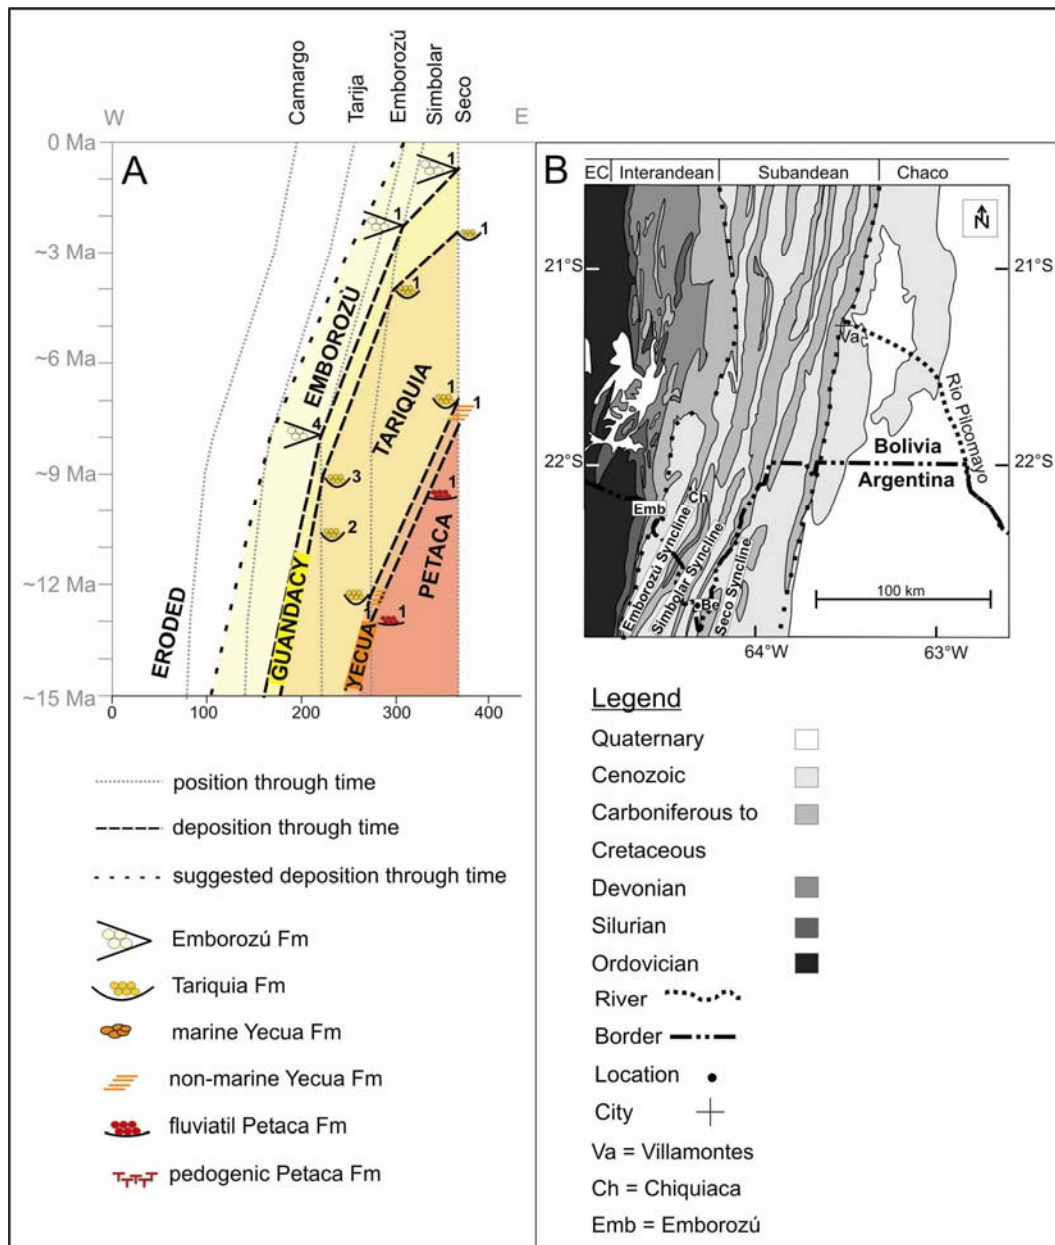 Camargo
Tarija
Emborozú
Simbolar
Seco
W
E
0 Ma
~3 Ma
~6 Ma
~9 Ma
~12 Ma
~15 Ma
A
1
1
1
1
4
3
2
1
1
1
1
1
1
ERODED
EMBOROZÚ
GUANDACY
TARIQUIA
YECUA
PETACA
0
100
200
300
400
position through time
deposition through time
suggested deposition through time
Emborozú Fm
Tariquia Fm
marine Yecua Fm
non-marine Yecua Fm
fluviatil Petaca Fm
pedogenic Petaca Fm
B
EC
Interandean
Subandean
Chaco
N
21°S
21°S
Va
Rio Pilcomayo
Bolivia
22°S
22°S
Argentina
Emb
Ch
Emborozú Syncline
Simbolar Syncline
Seco Syncline
Be
100 km
64°W
63°W
Legend
Quaternary
Cenozoic
Carboniferous to
Cretaceous
Devonian
Silurian
Ordovician
River
Border
Location
City
Va = Villamontes
Ch = Chiquiaca
Emb = Emborozú